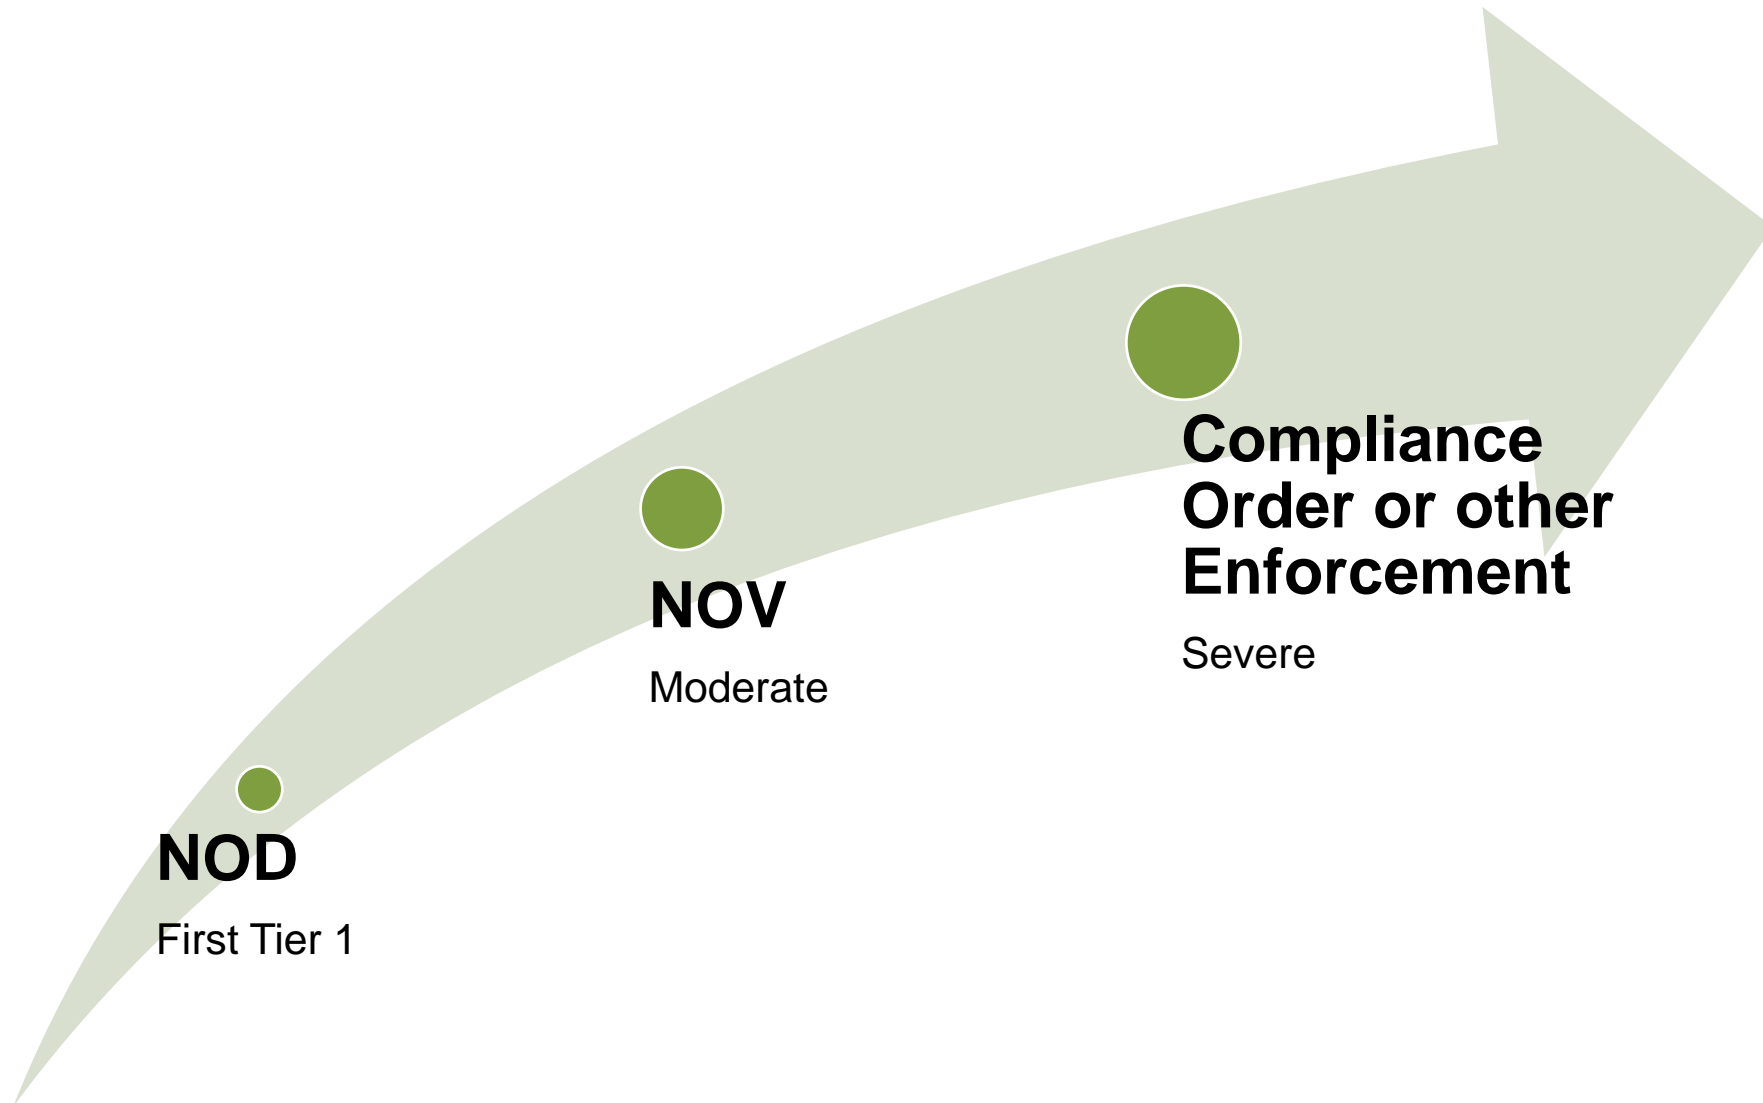 NOD
First Tier 1
NOV
Moderate
Compliance
Order or other
Enforcement
Severe